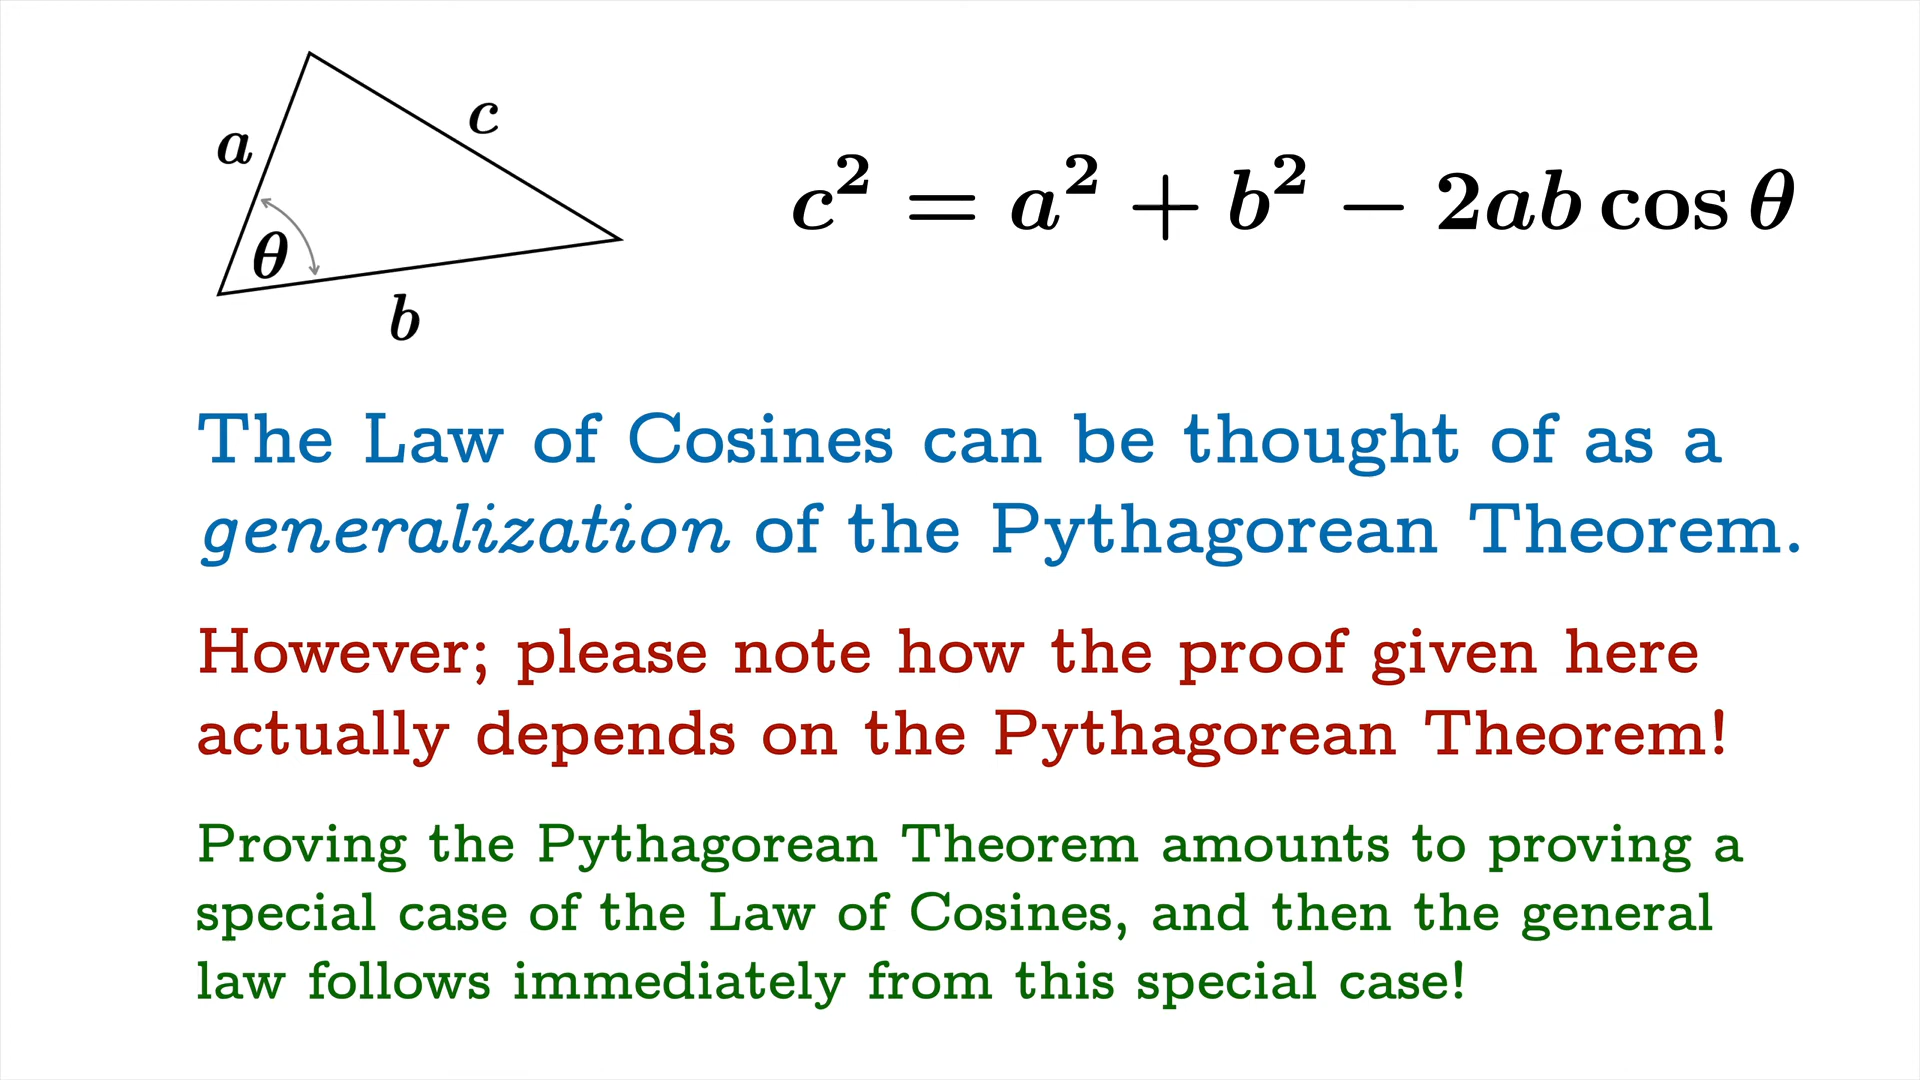 a
c
θ
b
c² = a² + b² − 2ab cos θ
The Law of Cosines can be thought of as a
generalization of the Pythagorean Theorem.
However; please note how the proof given here
actually depends on the Pythagorean Theorem!
Proving the Pythagorean Theorem amounts to proving a
special case of the Law of Cosines, and then the general
law follows immediately from this special case!